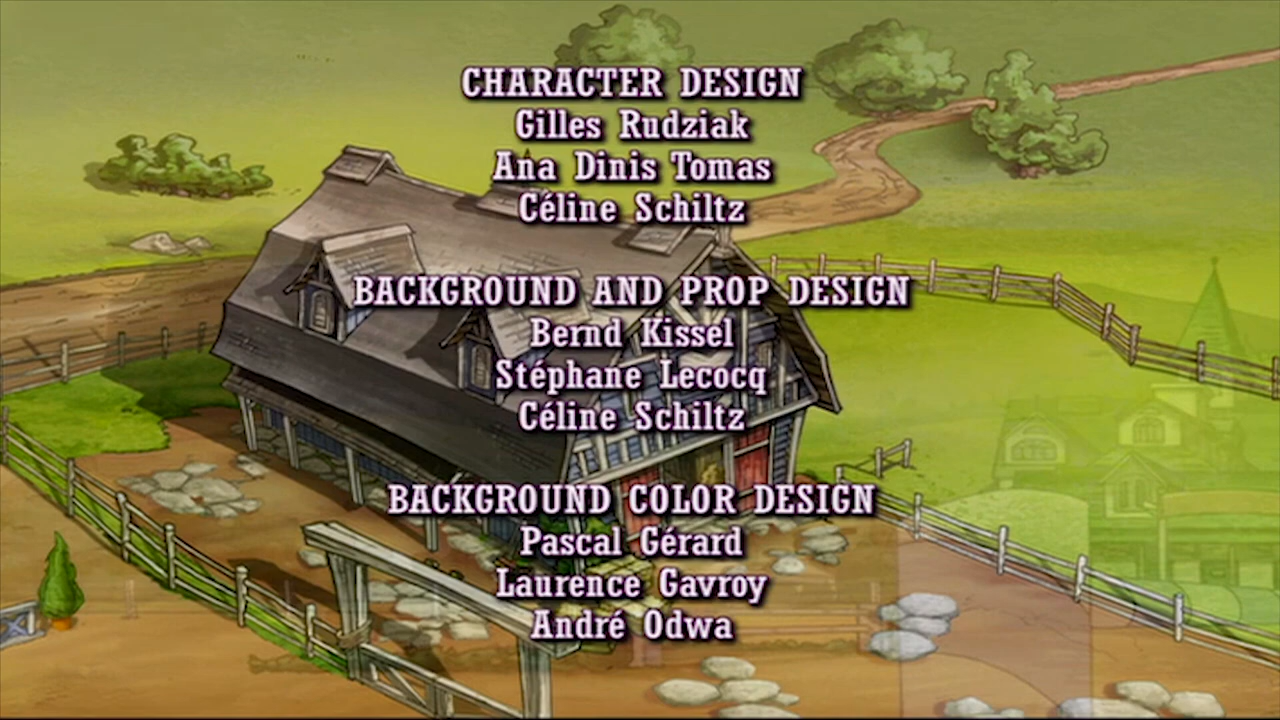 CHARACTER DESIGN
Gilles Rudziak
Ana Dinis Tomas
Céline Schiltz
BACKGROUND AND PROP DESIGN
Bernd Kissel
Stéphane Lecocq
Céline Schiltz
BACKGROUND COLOR DESIGN
Pascal Gérard
Laurence Gavroy
André Odwa